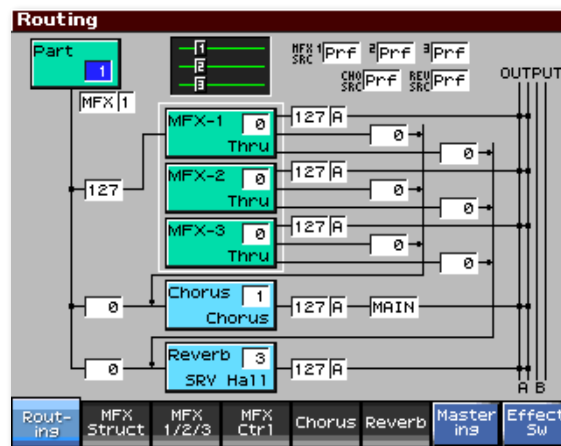 Routing
Part
1
MFX 1
1
2
3
MFX 1 SRC Prf 2 Prf 3 Prf
CHO SRC Prf REV SRC Prf
OUTPUT
MFX-1 0
Thru
127 A
0
0
127
MFX-2 0
Thru
127 A
0
0
MFX-3 0
Thru
127 A
0
0
0
Chorus 1
Chorus
127 A MAIN
0
Reverb 3
SRV Hall
127 A
A B
Rout-
ing
MFX
Struct
MFX
1/2/3
MFX
Ctrl
Chorus
Reverb
Master
ing
Effect
Sw